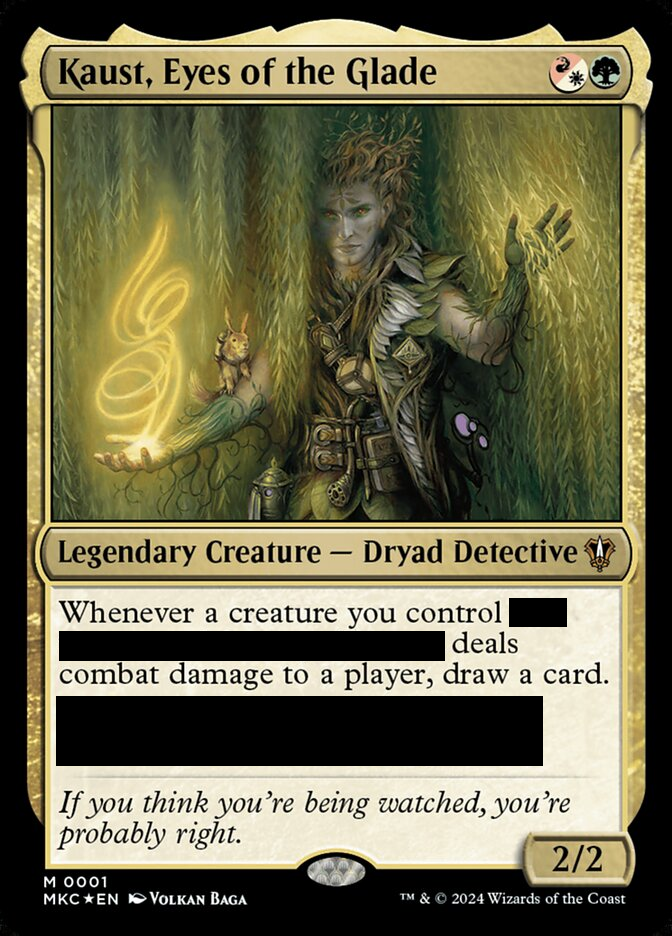 Kaust, Eyes of the Glade
Legendary Creature — Dryad Detective
Whenever a creature you control
deals
combat damage to a player, draw a card.
If you think you're being watched, you're
probably right.
2/2
M 0001
MKC★EN Volkan Baga
™ & © 2024 Wizards of the Coast